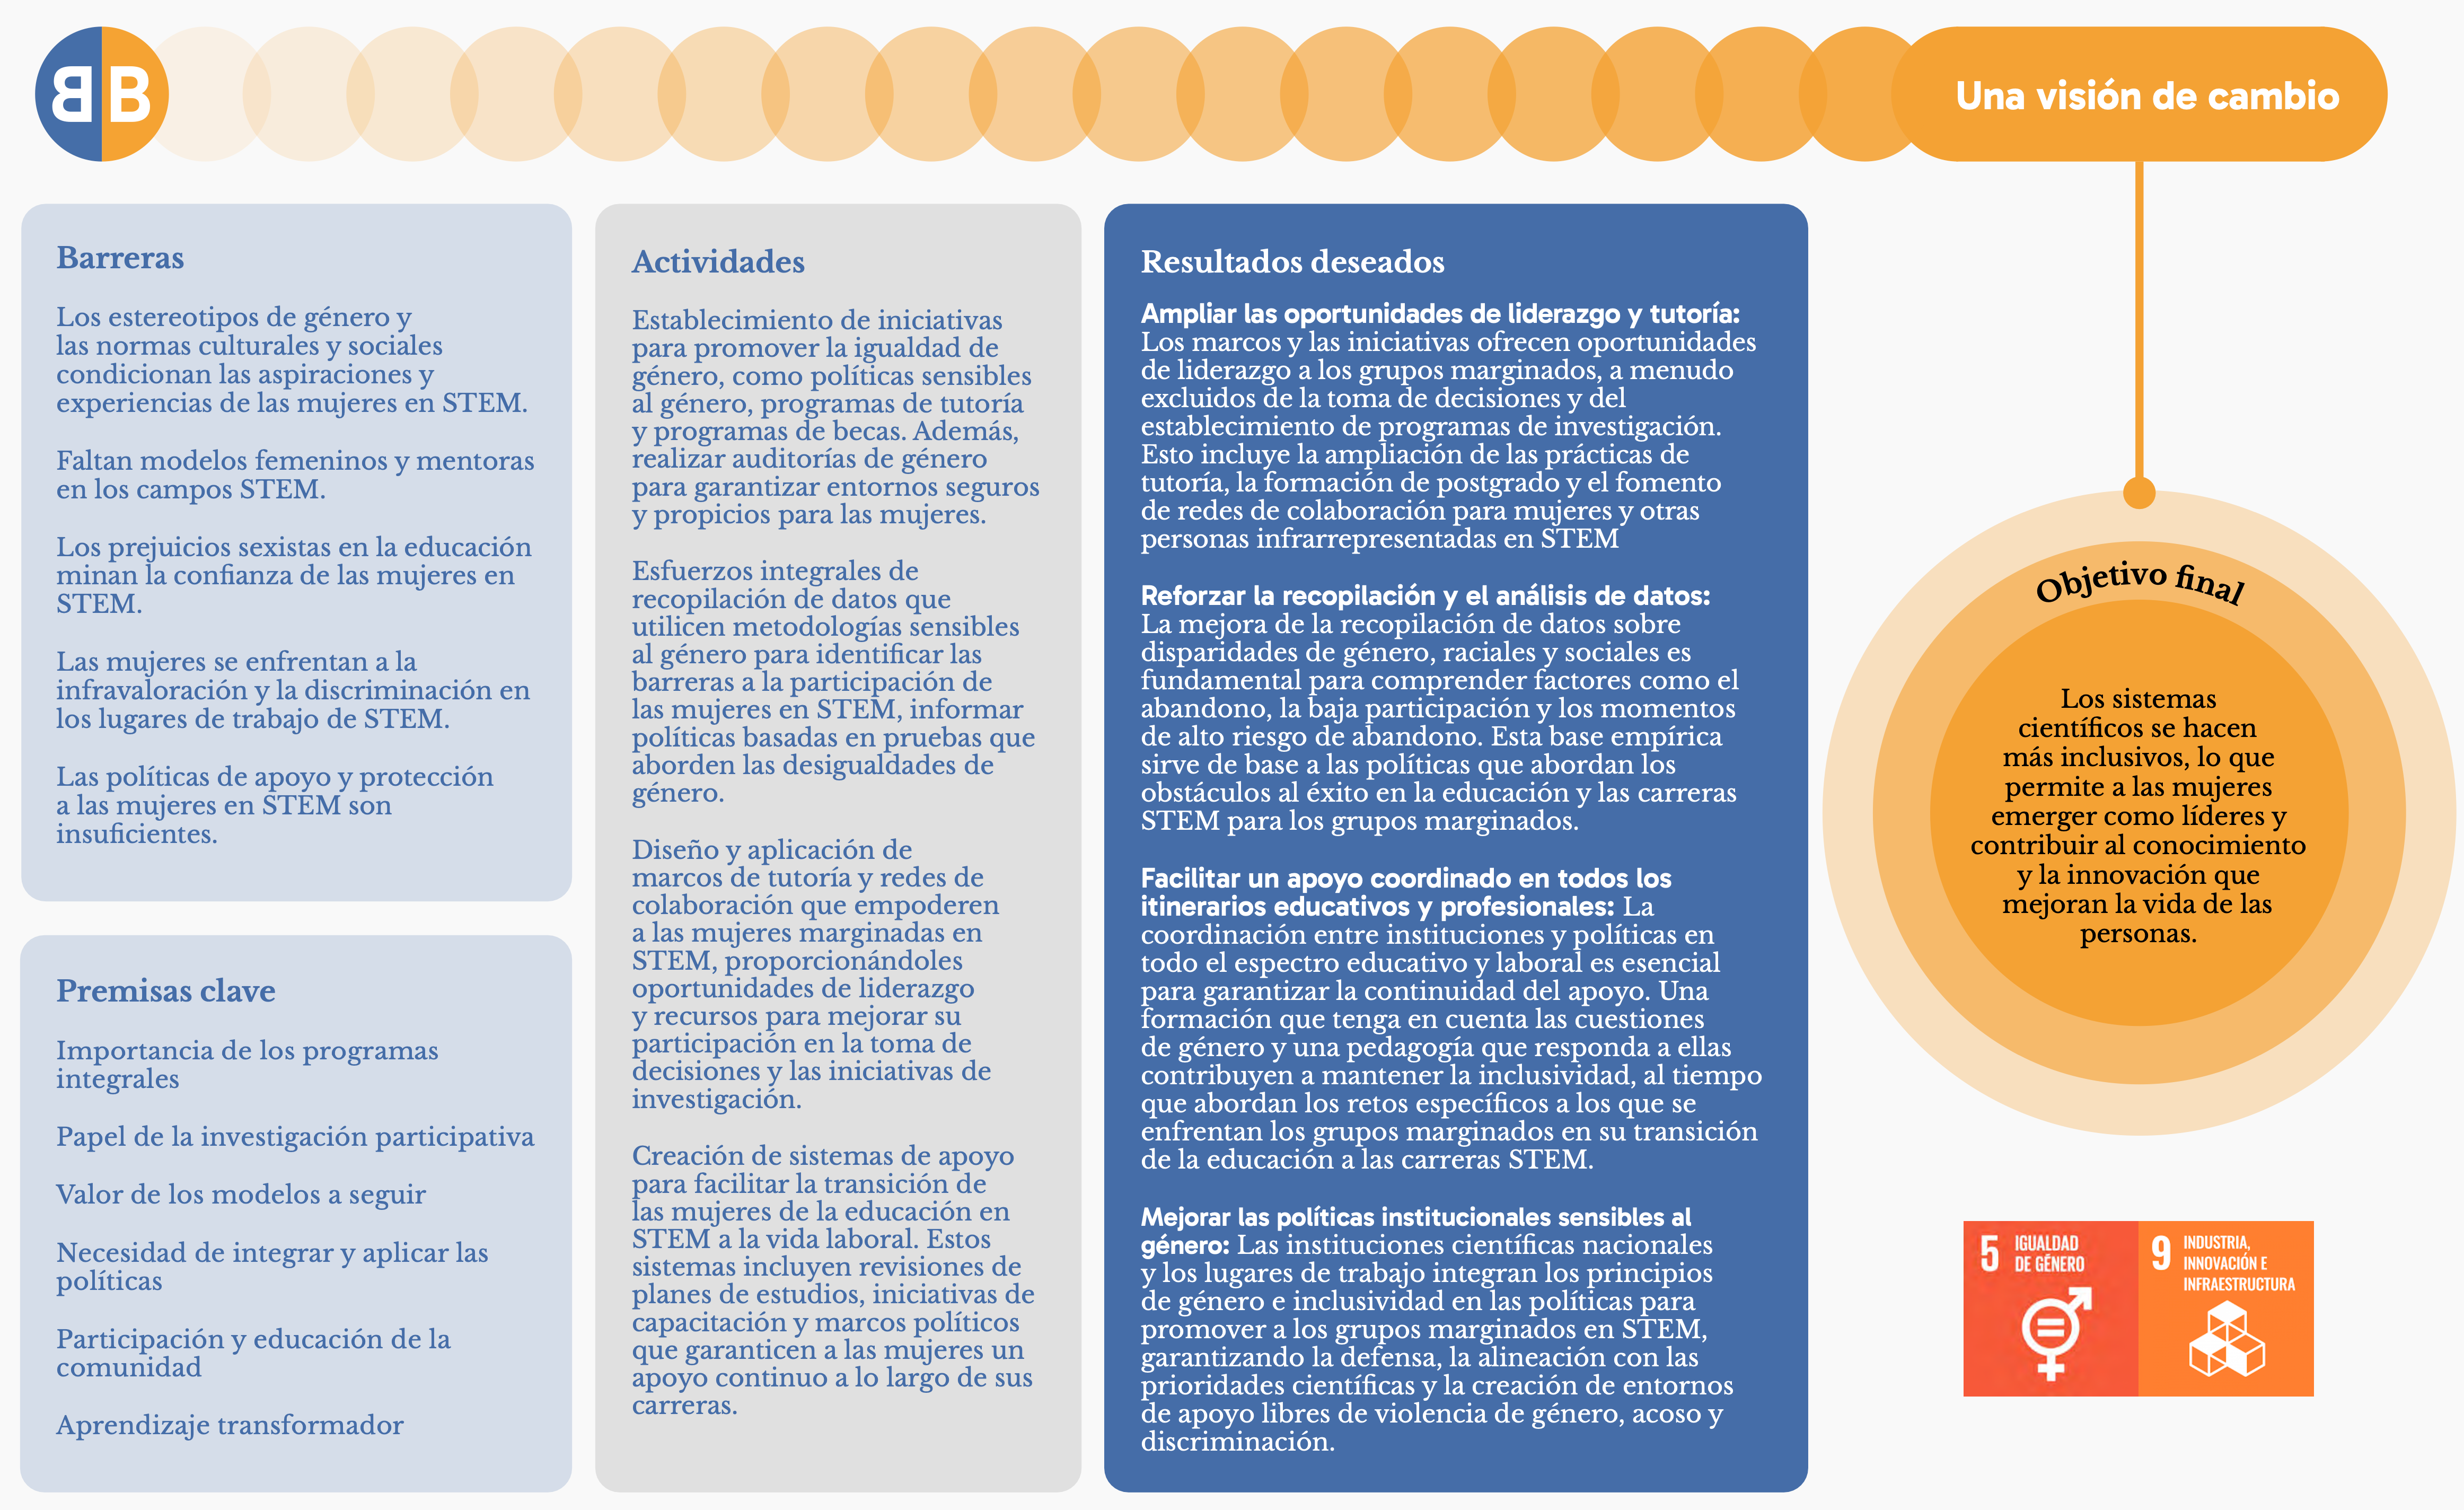 BB
Una visión de cambio
Barreras
Los estereotipos de género y
las normas culturales y sociales
condicionan las aspiraciones y
experiencias de las mujeres en STEM.
Faltan modelos femeninos y mentoras
en los campos STEM.
Los prejuicios sexistas en la educación
minan la confianza de las mujeres en
STEM.
Las mujeres se enfrentan a la
infravaloración y la discriminación en
los lugares de trabajo de STEM.
Las políticas de apoyo y protección
a las mujeres en STEM son
insuficientes.
Premisas clave
Importancia de los programas
integrales
Papel de la investigación participativa
Valor de los modelos a seguir
Necesidad de integrar y aplicar las
políticas
Participación y educación de la
comunidad
Aprendizaje transformador
Actividades
Establecimiento de iniciativas
para promover la igualdad de
género, como políticas sensibles
al género, programas de tutoría
y programas de becas. Además,
realizar auditorías de género
para garantizar entornos seguros
y propicios para las mujeres.
Esfuerzos integrales de
recopilación de datos que
utilicen metodologías sensibles
al género para identificar las
barreras a la participación de
las mujeres en STEM, informar
políticas basadas en pruebas que
aborden las desigualdades de
género.
Diseño y aplicación de
marcos de tutoría y redes de
colaboración que empoderen
a las mujeres marginadas en
STEM, proporcionándoles
oportunidades de liderazgo
y recursos para mejorar su
participación en la toma de
decisiones y las iniciativas de
investigación.
Creación de sistemas de apoyo
para facilitar la transición de
las mujeres de la educación en
STEM a la vida laboral. Estos
sistemas incluyen revisiones de
planes de estudios, iniciativas de
capacitación y marcos políticos
que garanticen a las mujeres un
apoyo continuo a lo largo de sus
carreras.
Resultados deseados
Ampliar las oportunidades de liderazgo y tutoría:
Los marcos y las iniciativas ofrecen oportunidades
de liderazgo a los grupos marginados, a menudo
excluidos de la toma de decisiones y del
establecimiento de programas de investigación.
Esto incluye la ampliación de las prácticas de
tutoría, la formación de postgrado y el fomento
de redes de colaboración para mujeres y otras
personas infrarrepresentadas en STEM
Reforzar la recopilación y el análisis de datos:
La mejora de la recopilación de datos sobre
disparidades de género, raciales y sociales es
fundamental para comprender factores como el
abandono, la baja participación y los momentos
de alto riesgo de abandono. Esta base empírica
sirve de base a las políticas que abordan los
obstáculos al éxito en la educación y las carreras
STEM para los grupos marginados.
Facilitar un apoyo coordinado en todos los
itinerarios educativos y profesionales: La
coordinación entre instituciones y políticas en
todo el espectro educativo y laboral es esencial
para garantizar la continuidad del apoyo. Una
formación que tenga en cuenta las cuestiones
de género y una pedagogía que responda a ellas
contribuyen a mantener la inclusividad, al tiempo
que abordan los retos específicos a los que se
enfrentan los grupos marginados en su transición
de la educación a las carreras STEM.
Mejorar las políticas institucionales sensibles al
género: Las instituciones científicas nacionales
y los lugares de trabajo integran los principios
de género e inclusividad en las políticas para
promover a los grupos marginados en STEM,
garantizando la defensa, la alineación con las
prioridades científicas y la creación de entornos
de apoyo libres de violencia de género, acoso y
discriminación.
Objetivo final
Los sistemas
científicos se hacen
más inclusivos, lo que
permite a las mujeres
emerger como líderes y
contribuir al conocimiento
y la innovación que
mejoran la vida de las
personas.
5 IGUALDAD
DE GÉNERO
9 INDUSTRIA,
INNOVACIÓN E
INFRAESTRUCTURA